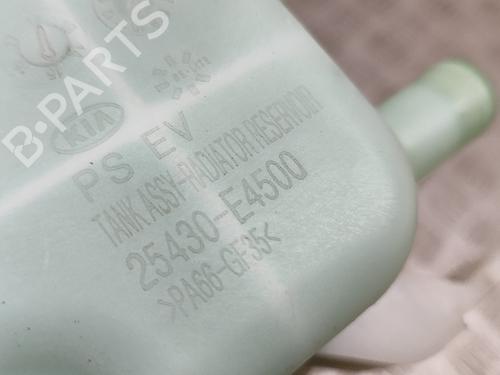 B-PARTS
KIA
PS EV
TANK ASSY-RADIATOR RESERVOIR
25430-E4500
>PA66-GF35<